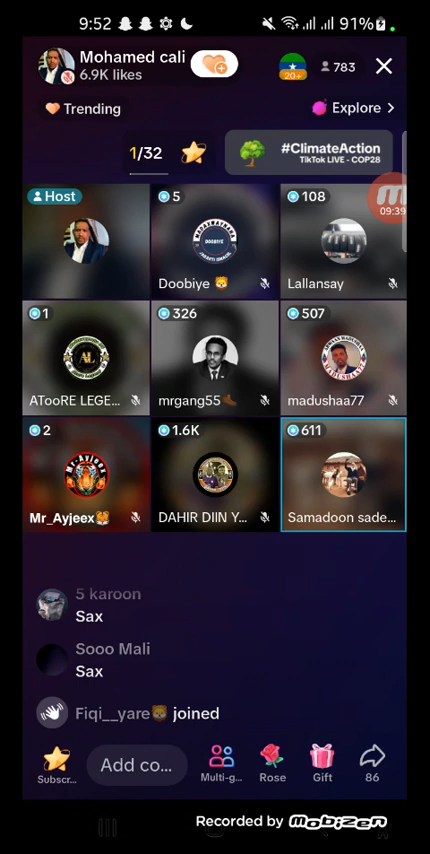 9:52
91%
Mohamed cali
6.9K likes
20+
783
Trending
Explore
1/32
#ClimateAction
TikTok LIVE - COP28
Host
5
108
09:39
Doobiye
Lallansay
1
326
507
ATooRE LEGE...
mrgang55
madushaa77
2
1.6K
611
Mr_Ayjeex
DAHIR DIIN Y...
Samadoon sade...
5 karoon
Sax
Sooo Mali
Sax
Fiqi__yare joined
Add co...
Subscr...
Multi-g...
Rose
Gift
86
Recorded by Mobizen